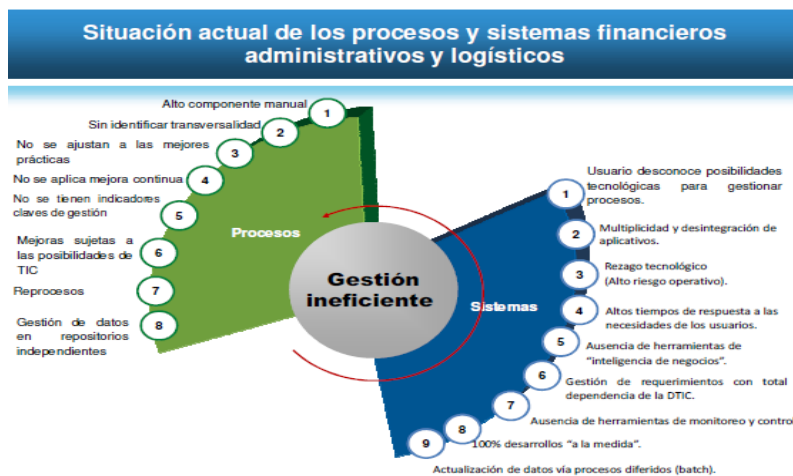 Situación actual de los procesos y sistemas financieros
administrativos y logísticos
Alto componente manual
1
Sin identificar transversalidad
2
No se ajustan a las mejores
prácticas
3
No se aplica mejora continua
4
No se tienen indicadores
claves de gestión
5
Mejoras sujetas a
las posibilidades de
TIC
6
Reprocesos
7
Gestión de datos
en repositorios
independientes
8
Procesos
Gestión
ineficiente
Sistemas
1
Usuario desconoce posibilidades
tecnológicas para gestionar
procesos.
2
Multiplicidad y desintegración de
aplicativos.
3
Rezago tecnológico
(Alto riesgo operativo).
4
Altos tiempos de respuesta a las
necesidades de los usuarios.
5
Ausencia de herramientas de
“inteligencia de negocios”.
6
Gestión de requerimientos con total
dependencia de la DTIC.
7
Ausencia de herramientas de monitoreo y control
8
100% desarrollos “a la medida”.
9
Actualización de datos vía procesos diferidos (batch).